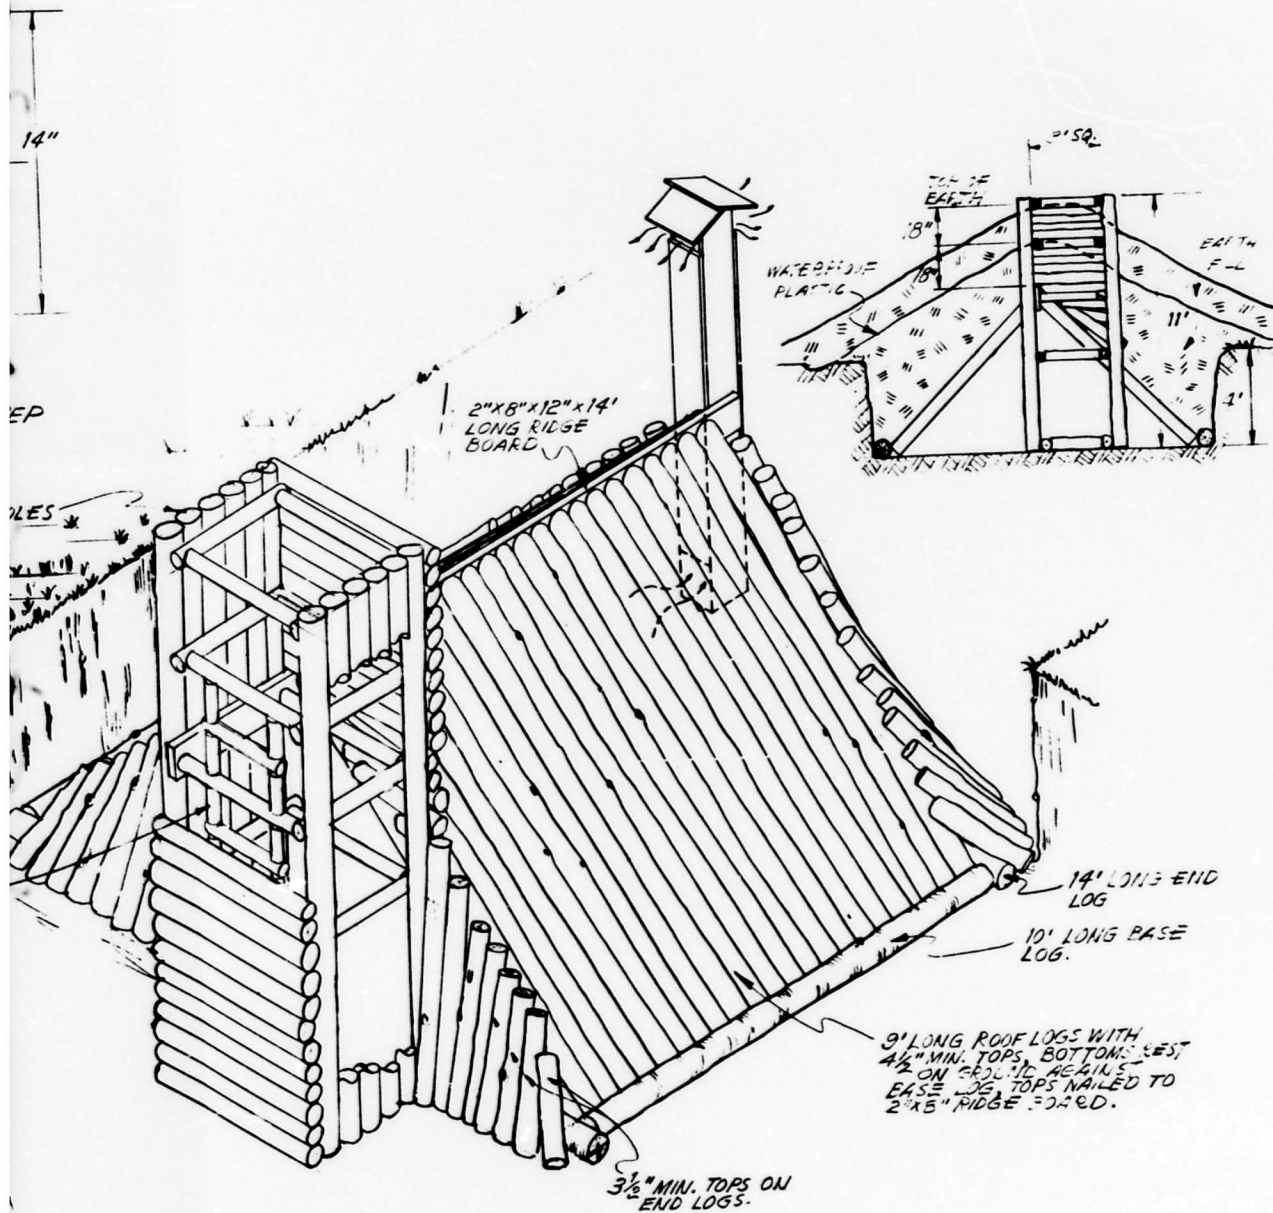 14"
EP
2"X8"X12"X14'
LONG RIDGE
BOARD
LES
SQ.
TOP OF
EARTH
18"
18"
WATERPROOF
PLASTIC
EARTH
11'
4'
14' LONG END
LOG
10' LONG BASE
LOG.
9' LONG ROOF LOGS WITH
4½" MIN. TOPS, BOTTOMS REST
ON GROUND AGAINST
BASE LOG, TOPS NAILED TO
2"X8" RIDGE BOARD.
3½" MIN. TOPS ON
END LOGS.